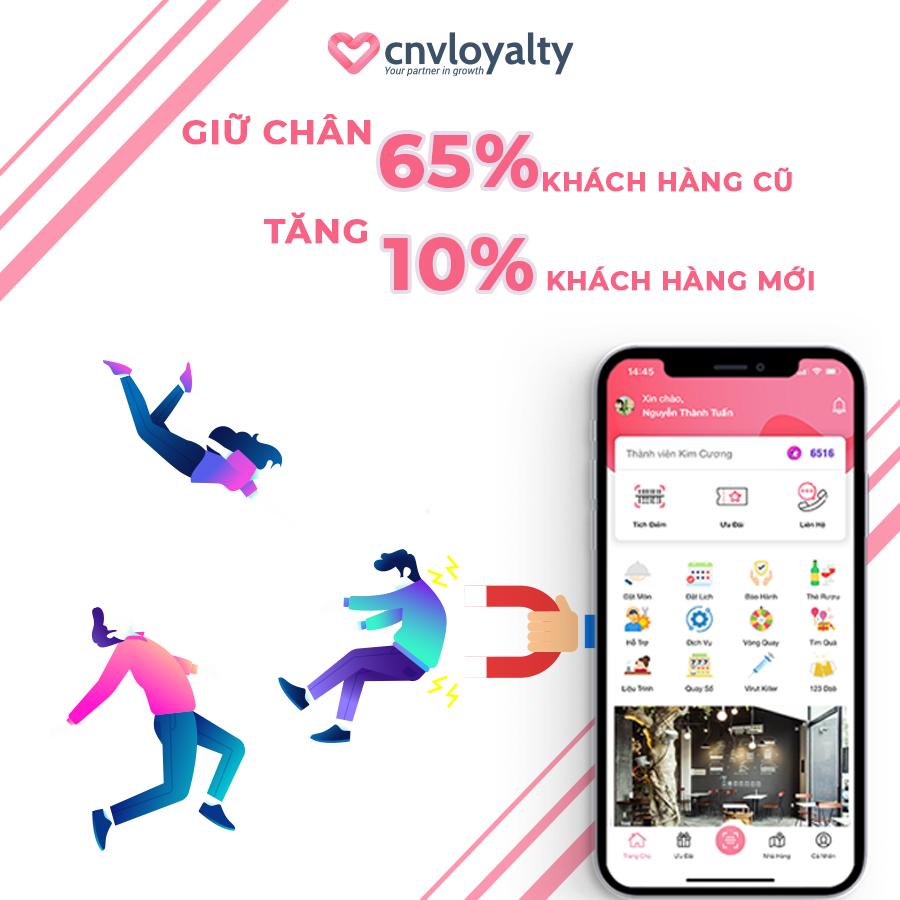 cnvloyalty
Your partner in growth
GIỮ CHÂN 65% KHÁCH HÀNG CŨ
TĂNG 10% KHÁCH HÀNG MỚI
14:45
Xin chào,
Nguyễn Thành Tuấn
Thành viên Kim Cương 6516
Tích Điểm Ưu Đãi Liên Hệ
Đặt Món Đặt Lịch Bảo Hành Thẻ Rượu
Hỗ Trợ Dịch Vụ Vòng Quay Tìm Quà
Liệu Trình Quay Số Virut Killer 123 Dzô
Trang Chủ Ưu Đãi Nhà Hàng Cá Nhân